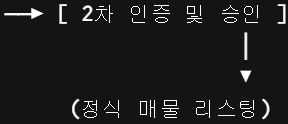 ──▶ [ 2차 인증 및 승인 ]
│
▼
(정식 매물 리스팅)